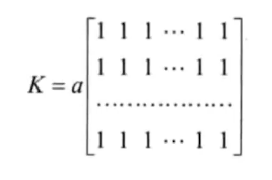 1 1 1 ⋯ 1 1
1 1 1 ⋯ 1 1
K = a
..................
1 1 1 ⋯ 1 1